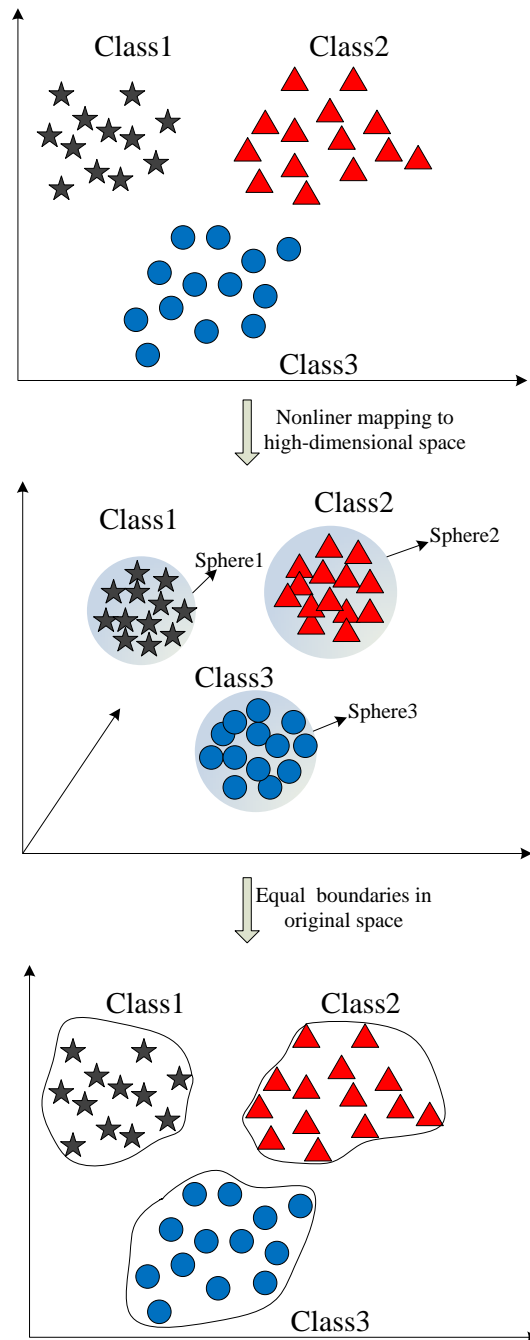 Class1
Class2
Class3
Nonliner mapping to
high-dimensional space
Class1
Class2
Sphere1
Sphere2
Class3
Sphere3
Equal boundaries in
original space
Class1
Class2
Class3